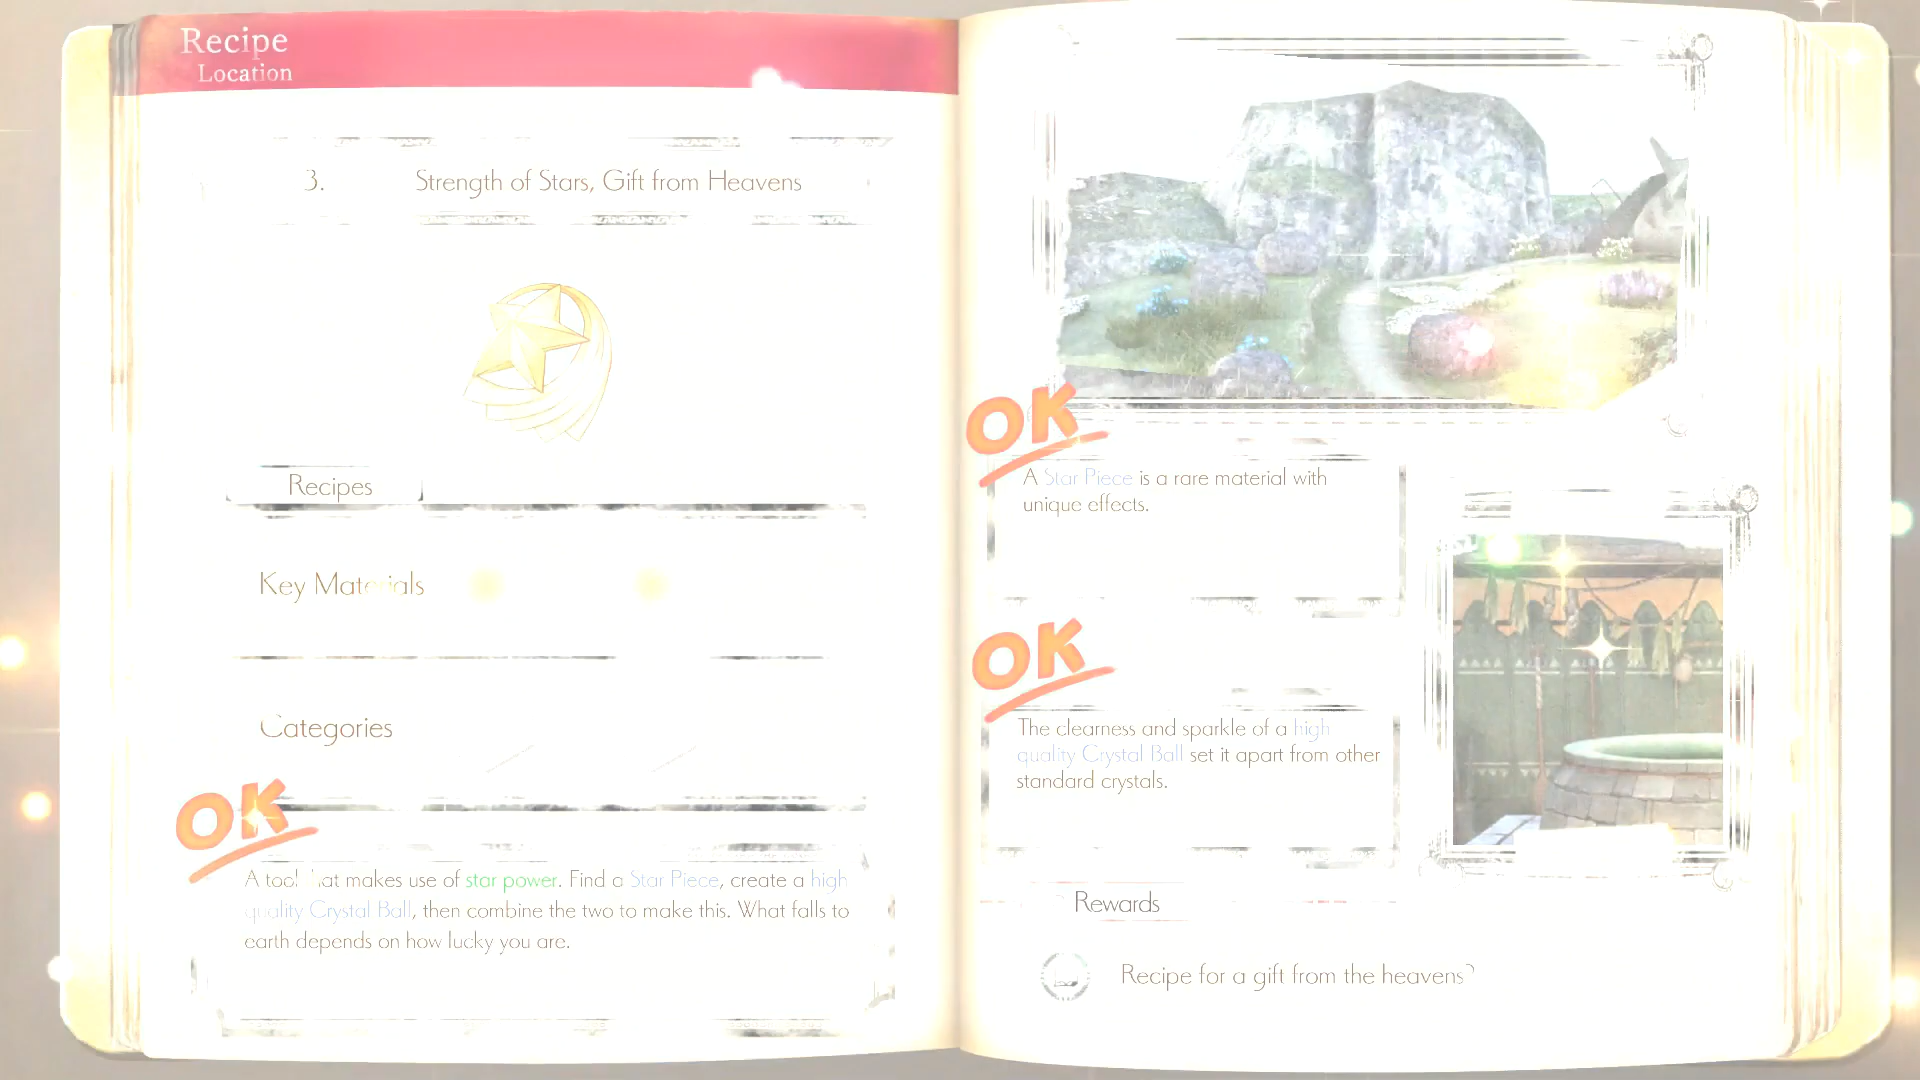 Recipe
Location
3. Strength of Stars, Gift from Heavens
Recipes
Key Materials
Categories
OK
A tool that makes use of star power. Find a Star Piece, create a high
quality Crystal Ball, then combine the two to make this. What falls to
earth depends on how lucky you are.
OK
A Star Piece is a rare material with
unique effects.
OK
The clearness and sparkle of a high
quality Crystal Ball set it apart from other
standard crystals.
Rewards
Recipe for a gift from the heavens?